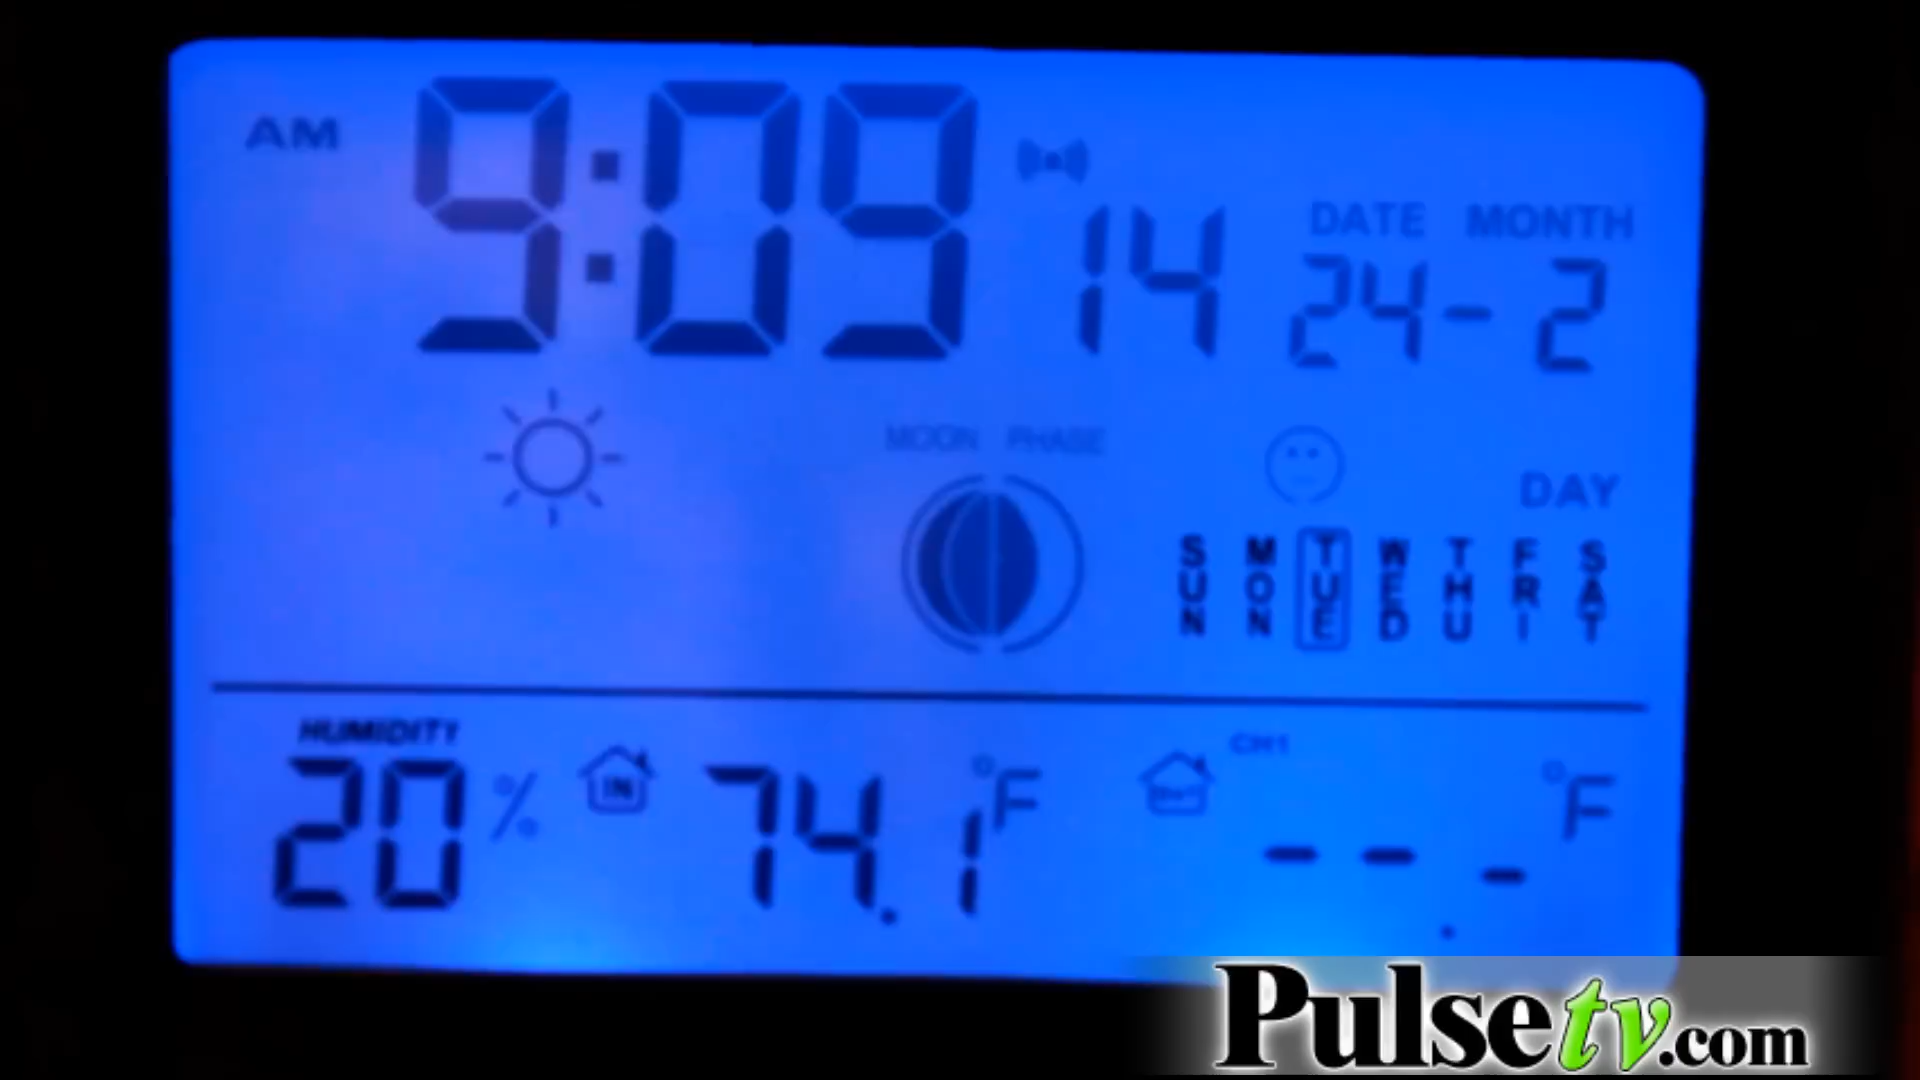 AM 9:09 14
DATE MONTH
24-2
MOON PHASE
DAY
SUN MON TUE WED THU FRI SAT
HUMIDITY
20% IN 74.1°F
CH1
--.-°F
Pulsetv.com